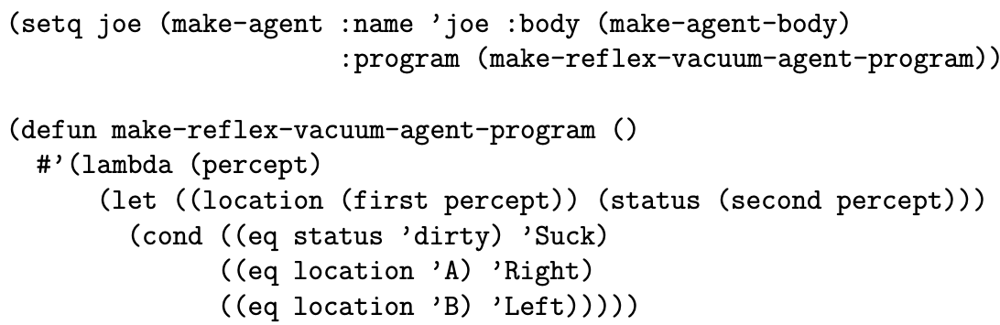 (setq joe (make-agent :name ’joe :body (make-agent-body)
:program (make-reflex-vacuum-agent-program))
(defun make-reflex-vacuum-agent-program ()
#’(lambda (percept)
(let ((location (first percept)) (status (second percept)))
(cond ((eq status ’dirty) ’Suck)
((eq location ’A) ’Right)
((eq location ’B) ’Left)))))